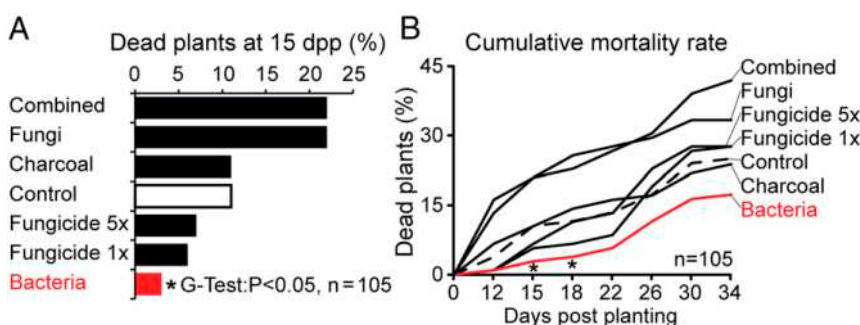 A
Dead plants at 15 dpp (%)
0 5 10 15 20 25
Combined
Fungi
Charcoal
Control
Fungicide 5x
Fungicide 1x
Bacteria
* G-Test:P<0.05, n=105
B
Cumulative mortality rate
Dead plants (%)
45
30
15
0
Combined
Fungi
Fungicide 5x
Fungicide 1x
Control
Charcoal
Bacteria
* *
n=105
0 12 15 18 22 26 30 34
Days post planting